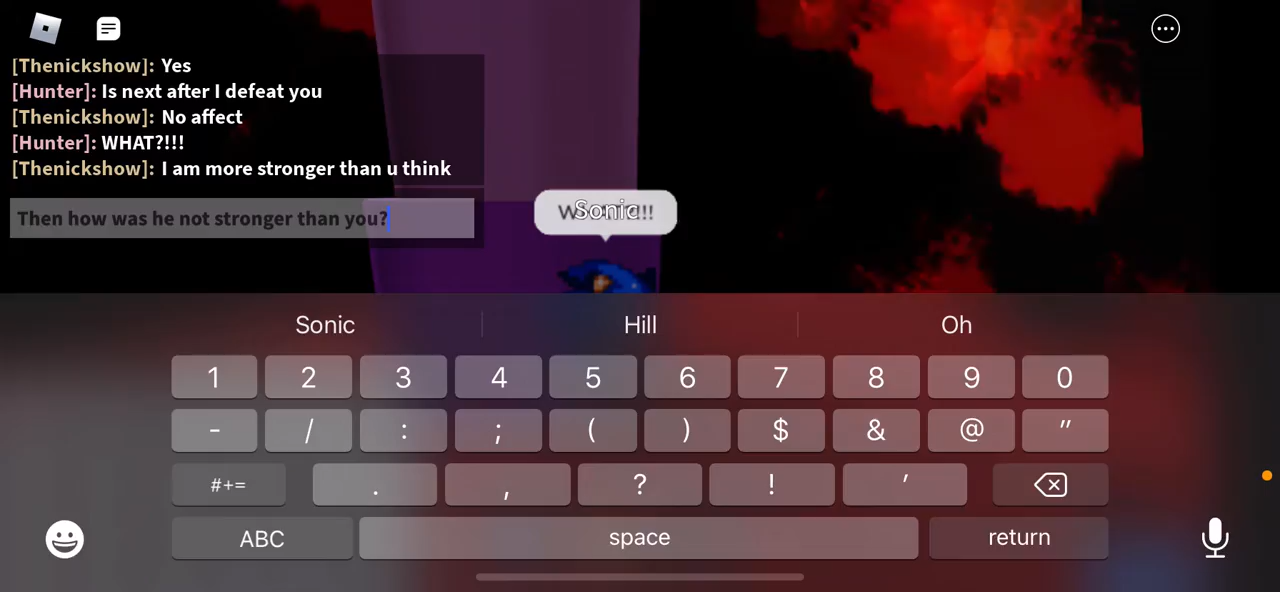 [Thenickshow]: Yes
[Hunter]: Is next after I defeat you
[Thenickshow]: No affect
[Hunter]: WHAT?!!!
[Thenickshow]: I am more stronger than u think
Then how was he not stronger than you?
Sonic
Sonic Hill Oh
1 2 3 4 5 6 7 8 9 0
- / : ; ( ) $ & @ "
#+= . , ? ! '
ABC space return